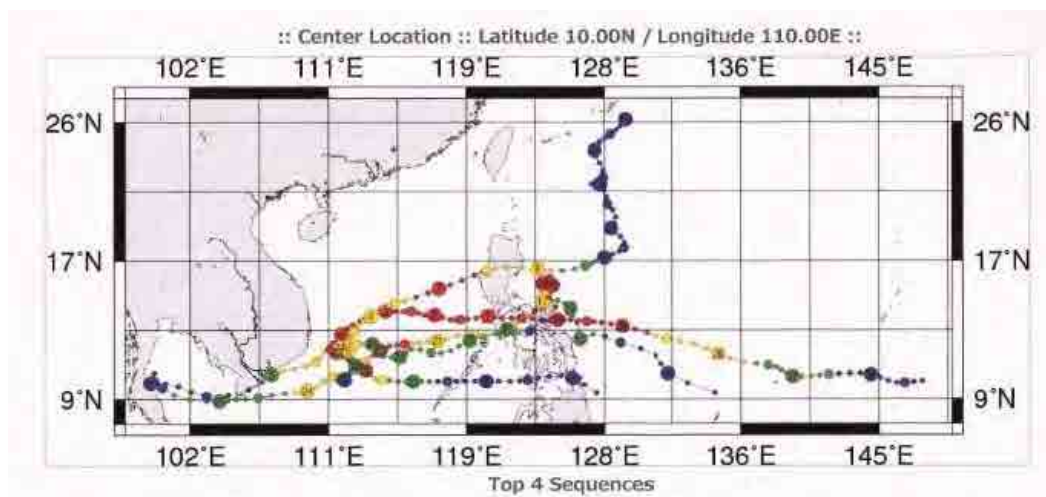 :: Center Location :: Latitude 10.00N / Longitude 110.00E ::
102°E 111°E 119°E 128°E 136°E 145°E
26°N 26°N
17°N 17°N
9°N 9°N
102°E 111°E 119°E 128°E 136°E 145°E
Top 4 Sequences